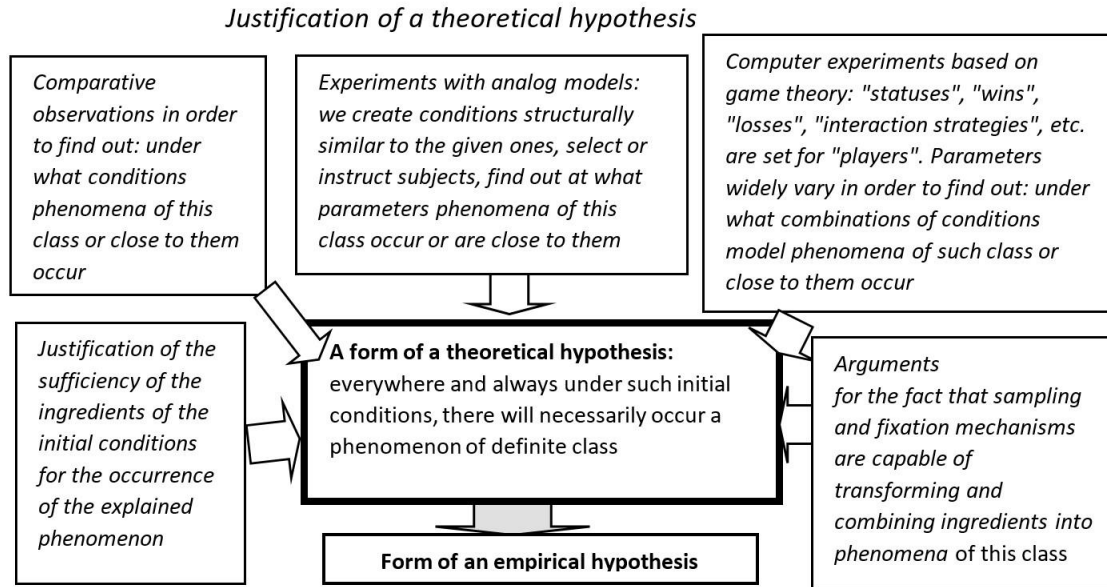 Justification of a theoretical hypothesis
Comparative
observations in order
to find out: under
what conditions
phenomena of this
class or close to them
occur
Experiments with analog models:
we create conditions structurally
similar to the given ones, select or
instruct subjects, find out at what
parameters phenomena of this
class occur or are close to them
Computer experiments based on
game theory: "statuses", "wins",
"losses", "interaction strategies", etc.
are set for "players". Parameters
widely vary in order to find out: under
what combinations of conditions
model phenomena of such class or
close to them occur
Justification of the
sufficiency of the
ingredients of the
initial conditions
for the occurrence
of the explained
phenomenon
A form of a theoretical hypothesis:
everywhere and always under such initial
conditions, there will necessarily occur a
phenomenon of definite class
Arguments
for the fact that sampling
and fixation mechanisms
are capable of
transforming and
combining ingredients into
phenomena of this class
Form of an empirical hypothesis